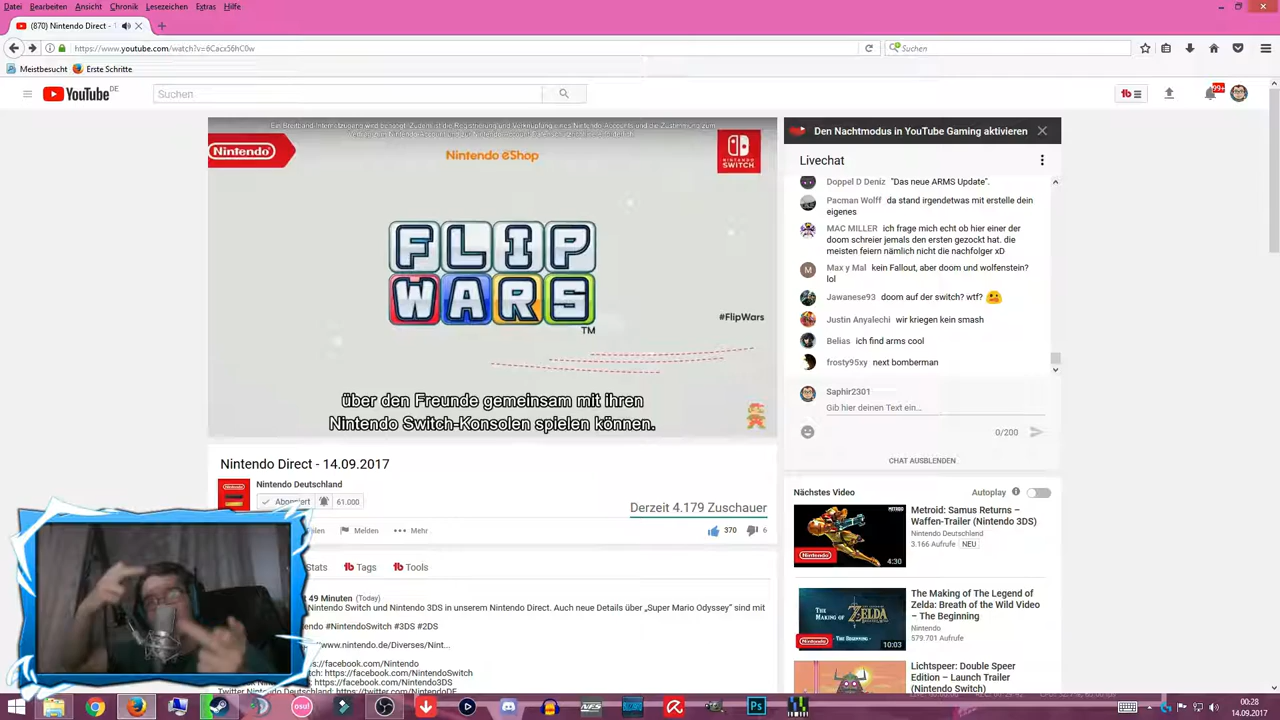 Datei Bearbeiten Ansicht Chronik Lesezeichen Extras Hilfe
(870) Nintendo Direct - 1
https://www.youtube.com/watch?v=6Cacx56hC0w
Suchen
Meistbesucht Erste Schritte
YouTube DE
Suchen
99+
Nintendo
Nintendo eShop
NINTENDO SWITCH
FLIP
WARS
TM
#FlipWars
über den Freunde gemeinsam mit ihren
Nintendo Switch-Konsolen spielen können.
Den Nachtmodus in YouTube Gaming aktivieren
Livechat
Doppel D Deniz "Das neue ARMS Update".
Pacman Wolff da stand irgendetwas mit erstelle dein
eigenes
MAC MILLER ich frage mich echt ob hier einer der
doom schreier jemals den ersten gezockt hat. die
meisten feiern nämlich nicht die nachfolger xD
Max y Mal kein Fallout, aber doom und wolfenstein?
lol
Jawanese93 doom auf der switch? wtf?
Justin Anyalechi wir kriegen kein smash
Belias ich find arms cool
frosty95xy next bomberman
Saphir2301
Gib hier deinen Text ein...
0/200
CHAT AUSBLENDEN
Nintendo Direct - 14.09.2017
Nintendo Deutschland
Abonniert 61.000
Derzeit 4.179 Zuschauer
Melden Mehr
370 6
Stats Tags Tools
49 Minuten (Today)
Nintendo Switch und Nintendo 3DS in unserem Nintendo Direct. Auch neue Details über „Super Mario Odyssey" sind mit
Nintendo #NintendoSwitch #3DS #2DS
www.nintendo.de/Diverses/Nint...
://facebook.com/Nintendo
tch: https://facebook.com/NintendoSwitch
Twitter Nintendo: https://twitter.com/NintendoDE
Nächstes Video Autoplay
Metroid: Samus Returns –
Waffen-Trailer (Nintendo 3DS)
Nintendo Deutschland
3.166 Aufrufe NEU
4:30
The Making of The Legend of
Zelda: Breath of the Wild Video
– The Beginning
Nintendo
579.701 Aufrufe
10:03
Lichtspeer: Double Speer
Edition – Launch Trailer
(Nintendo Switch)
osu!
NES
Ps
00:28
14.09.2017